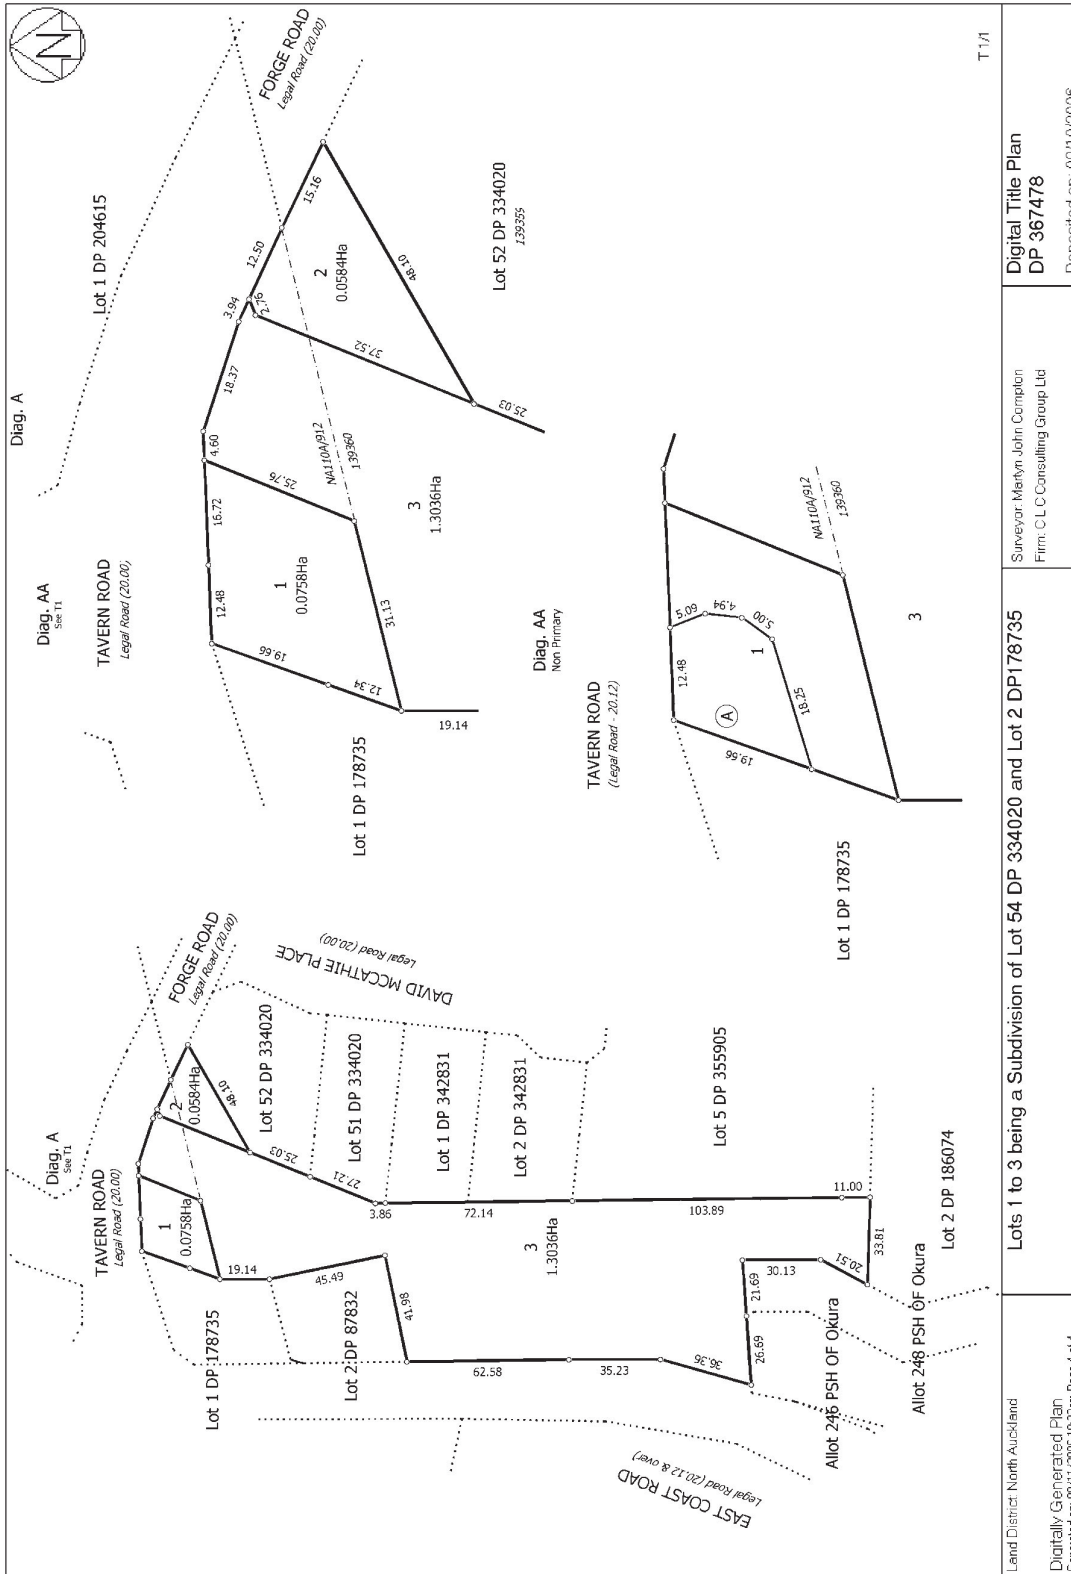 Diag. A
See T1
TAVERN ROAD
Legal Road (20.00)
FORGE ROAD
Legal Road (20.00)
1
0.0758Ha
2
0.0584Ha
48.10
Lot 52 DP 334020
25.03
DAVID MCCATHIE PLACE
Legal Road (20.00)
Lot 1 DP 178735
19.14
27.21
Lot 51 DP 334020
45.49
3.86
Lot 2 DP 87832
41.98
72.14
Lot 1 DP 342831
Lot 2 DP 342831
3
1.3036Ha
62.58
103.89
35.23
Lot 5 DP 355905
36.35
26.69
21.69
30.13
20.51
33.81
11.00
Lot 2 DP 186074
Allot 246 PSH OF Okura
Allot 248 PSH OF Okura
EAST COAST ROAD
Legal Road (20.12 & over)
Diag. A
N
Diag. AA
See T1
TAVERN ROAD
Legal Road (20.00)
Lot 1 DP 204615
FORGE ROAD
Legal Road (20.00)
12.48
16.72
4.60
18.37
3.94
2.76
12.50
15.16
19.66
12.34
25.76
31.13
37.52
48.10
25.03
19.14
1
0.0758Ha
2
0.0584Ha
NA110A/912
139360
3
1.3036Ha
Lot 1 DP 178735
Lot 52 DP 334020
139359
Diag. AA
Non Primary
TAVERN ROAD
(Legal Road - 20.12)
12.48
5.09
4.94
5.00
18.25
19.66
A
1
NA110A/912
139360
3
Lot 1 DP 178735
T 1/1
Land District: North Auckland
Digitally Generated Plan
Lots 1 to 3 being a Subdivision of Lot 54 DP 334020 and Lot 2 DP178735
Surveyor: Martyn John Compton
Firm: C L C Consulting Group Ltd
Digital Title Plan
DP 367478